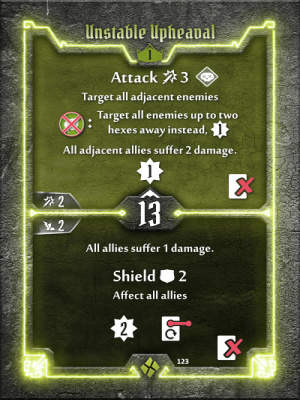 Unstable Upheaval
1
Attack 3
Target all adjacent enemies
: Target all enemies up to two
hexes away instead, 1
All adjacent allies suffer 2 damage.
1
2
13
2
All allies suffer 1 damage.
Shield 2
Affect all allies
2
123